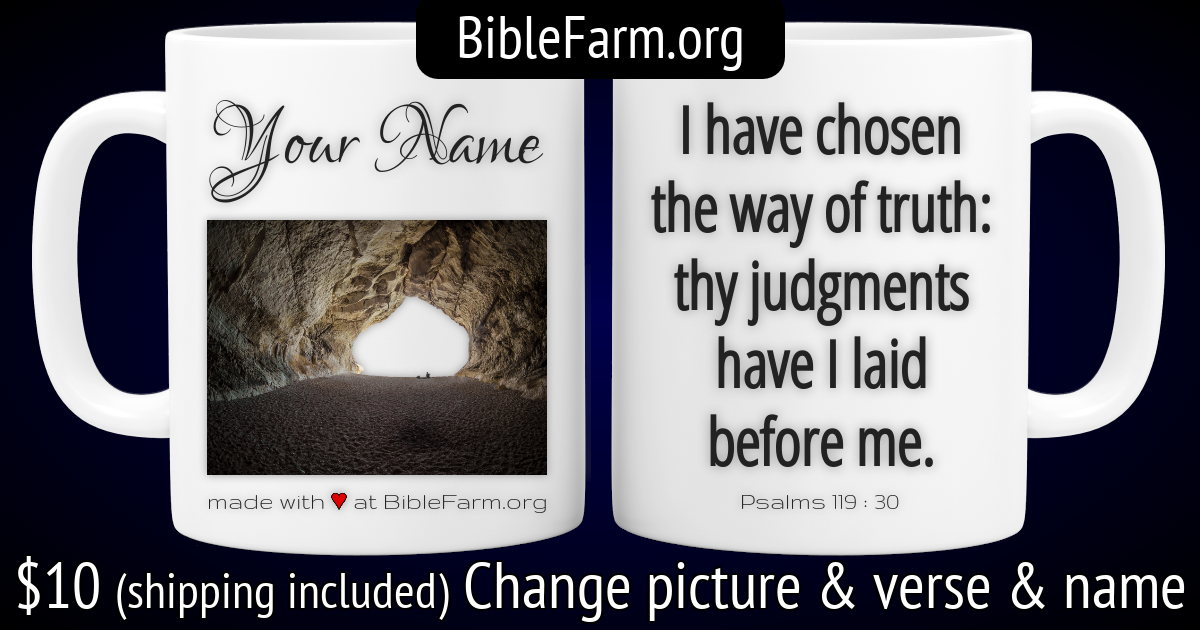 BibleFarm.org
Your Name
made with ♥ at BibleFarm.org
I have chosen
the way of truth:
thy judgments
have I laid
before me.
Psalms 119 : 30
$10 (shipping included) Change picture & verse & name